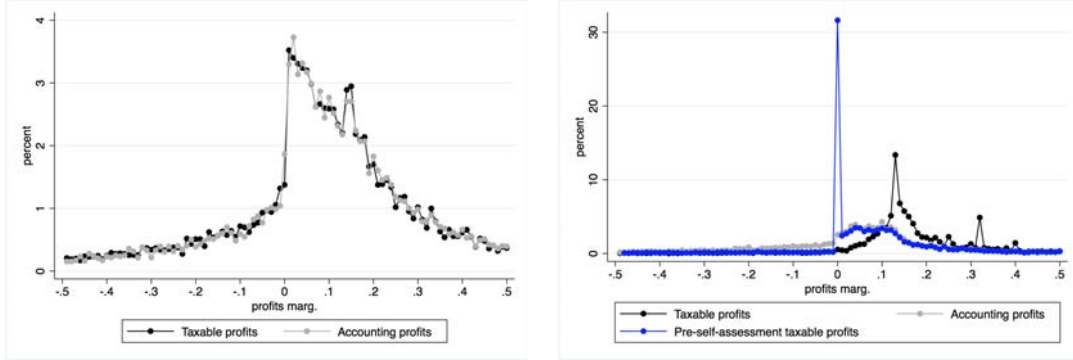 4
3
2
1
0
percent
-.5 -.4 -.3 -.2 -.1 0 .1 .2 .3 .4 .5
profits marg.
Taxable profits Accounting profits
30
20
10
0
percent
-.5 -.4 -.3 -.2 -.1 0 .1 .2 .3 .4 .5
profits marg.
Taxable profits Accounting profits
Pre-self-assessment taxable profits